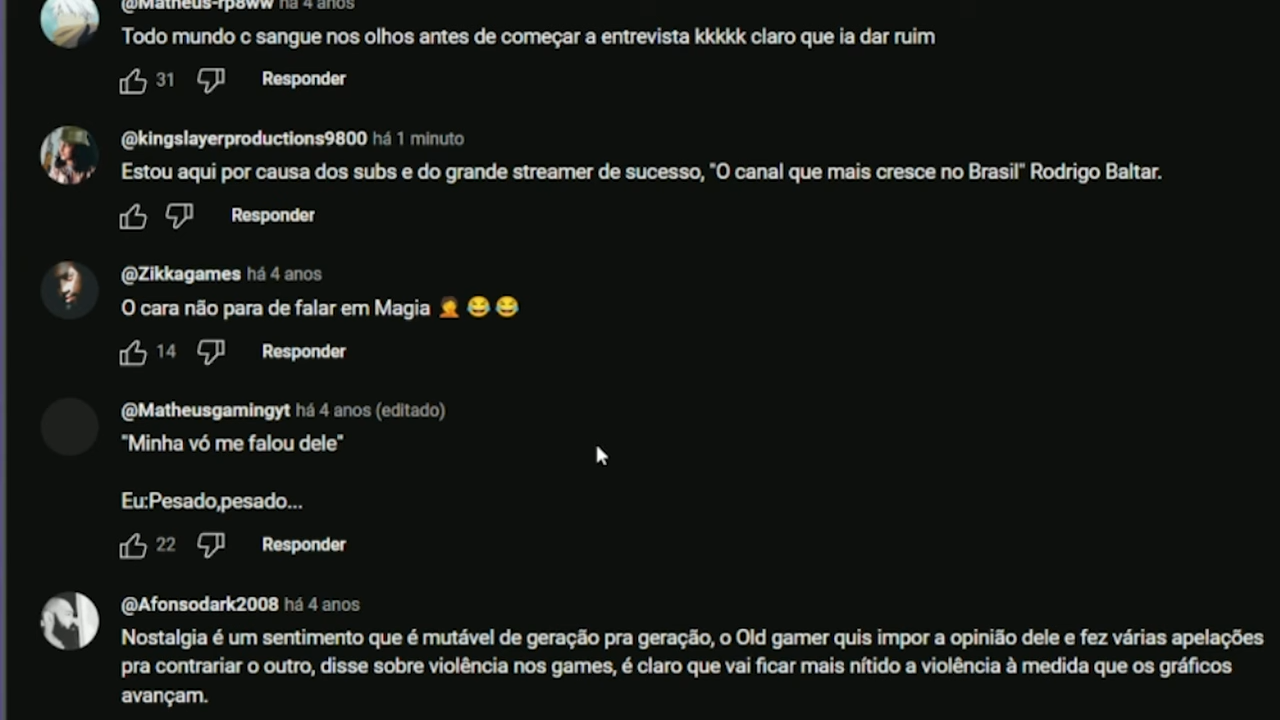 @Matheus-rp8ww há 4 anos
Todo mundo c sangue nos olhos antes de começar a entrevista kkkkk claro que ia dar ruim
31 Responder
@kingslayerproductions9800 há 1 minuto
Estou aqui por causa dos subs e do grande streamer de sucesso, "O canal que mais cresce no Brasil" Rodrigo Baltar.
Responder
@Zikkagames há 4 anos
O cara não para de falar em Magia 🤦😂😂
14 Responder
@Matheusgamingyt há 4 anos (editado)
"Minha vó me falou dele"
Eu:Pesado,pesado...
22 Responder
@Afonsodark2008 há 4 anos
Nostalgia é um sentimento que é mutável de geração pra geração, o Old gamer quis impor a opinião dele e fez várias apelações
pra contrariar o outro, disse sobre violência nos games, é claro que vai ficar mais nítido a violência à medida que os gráficos
avançam.